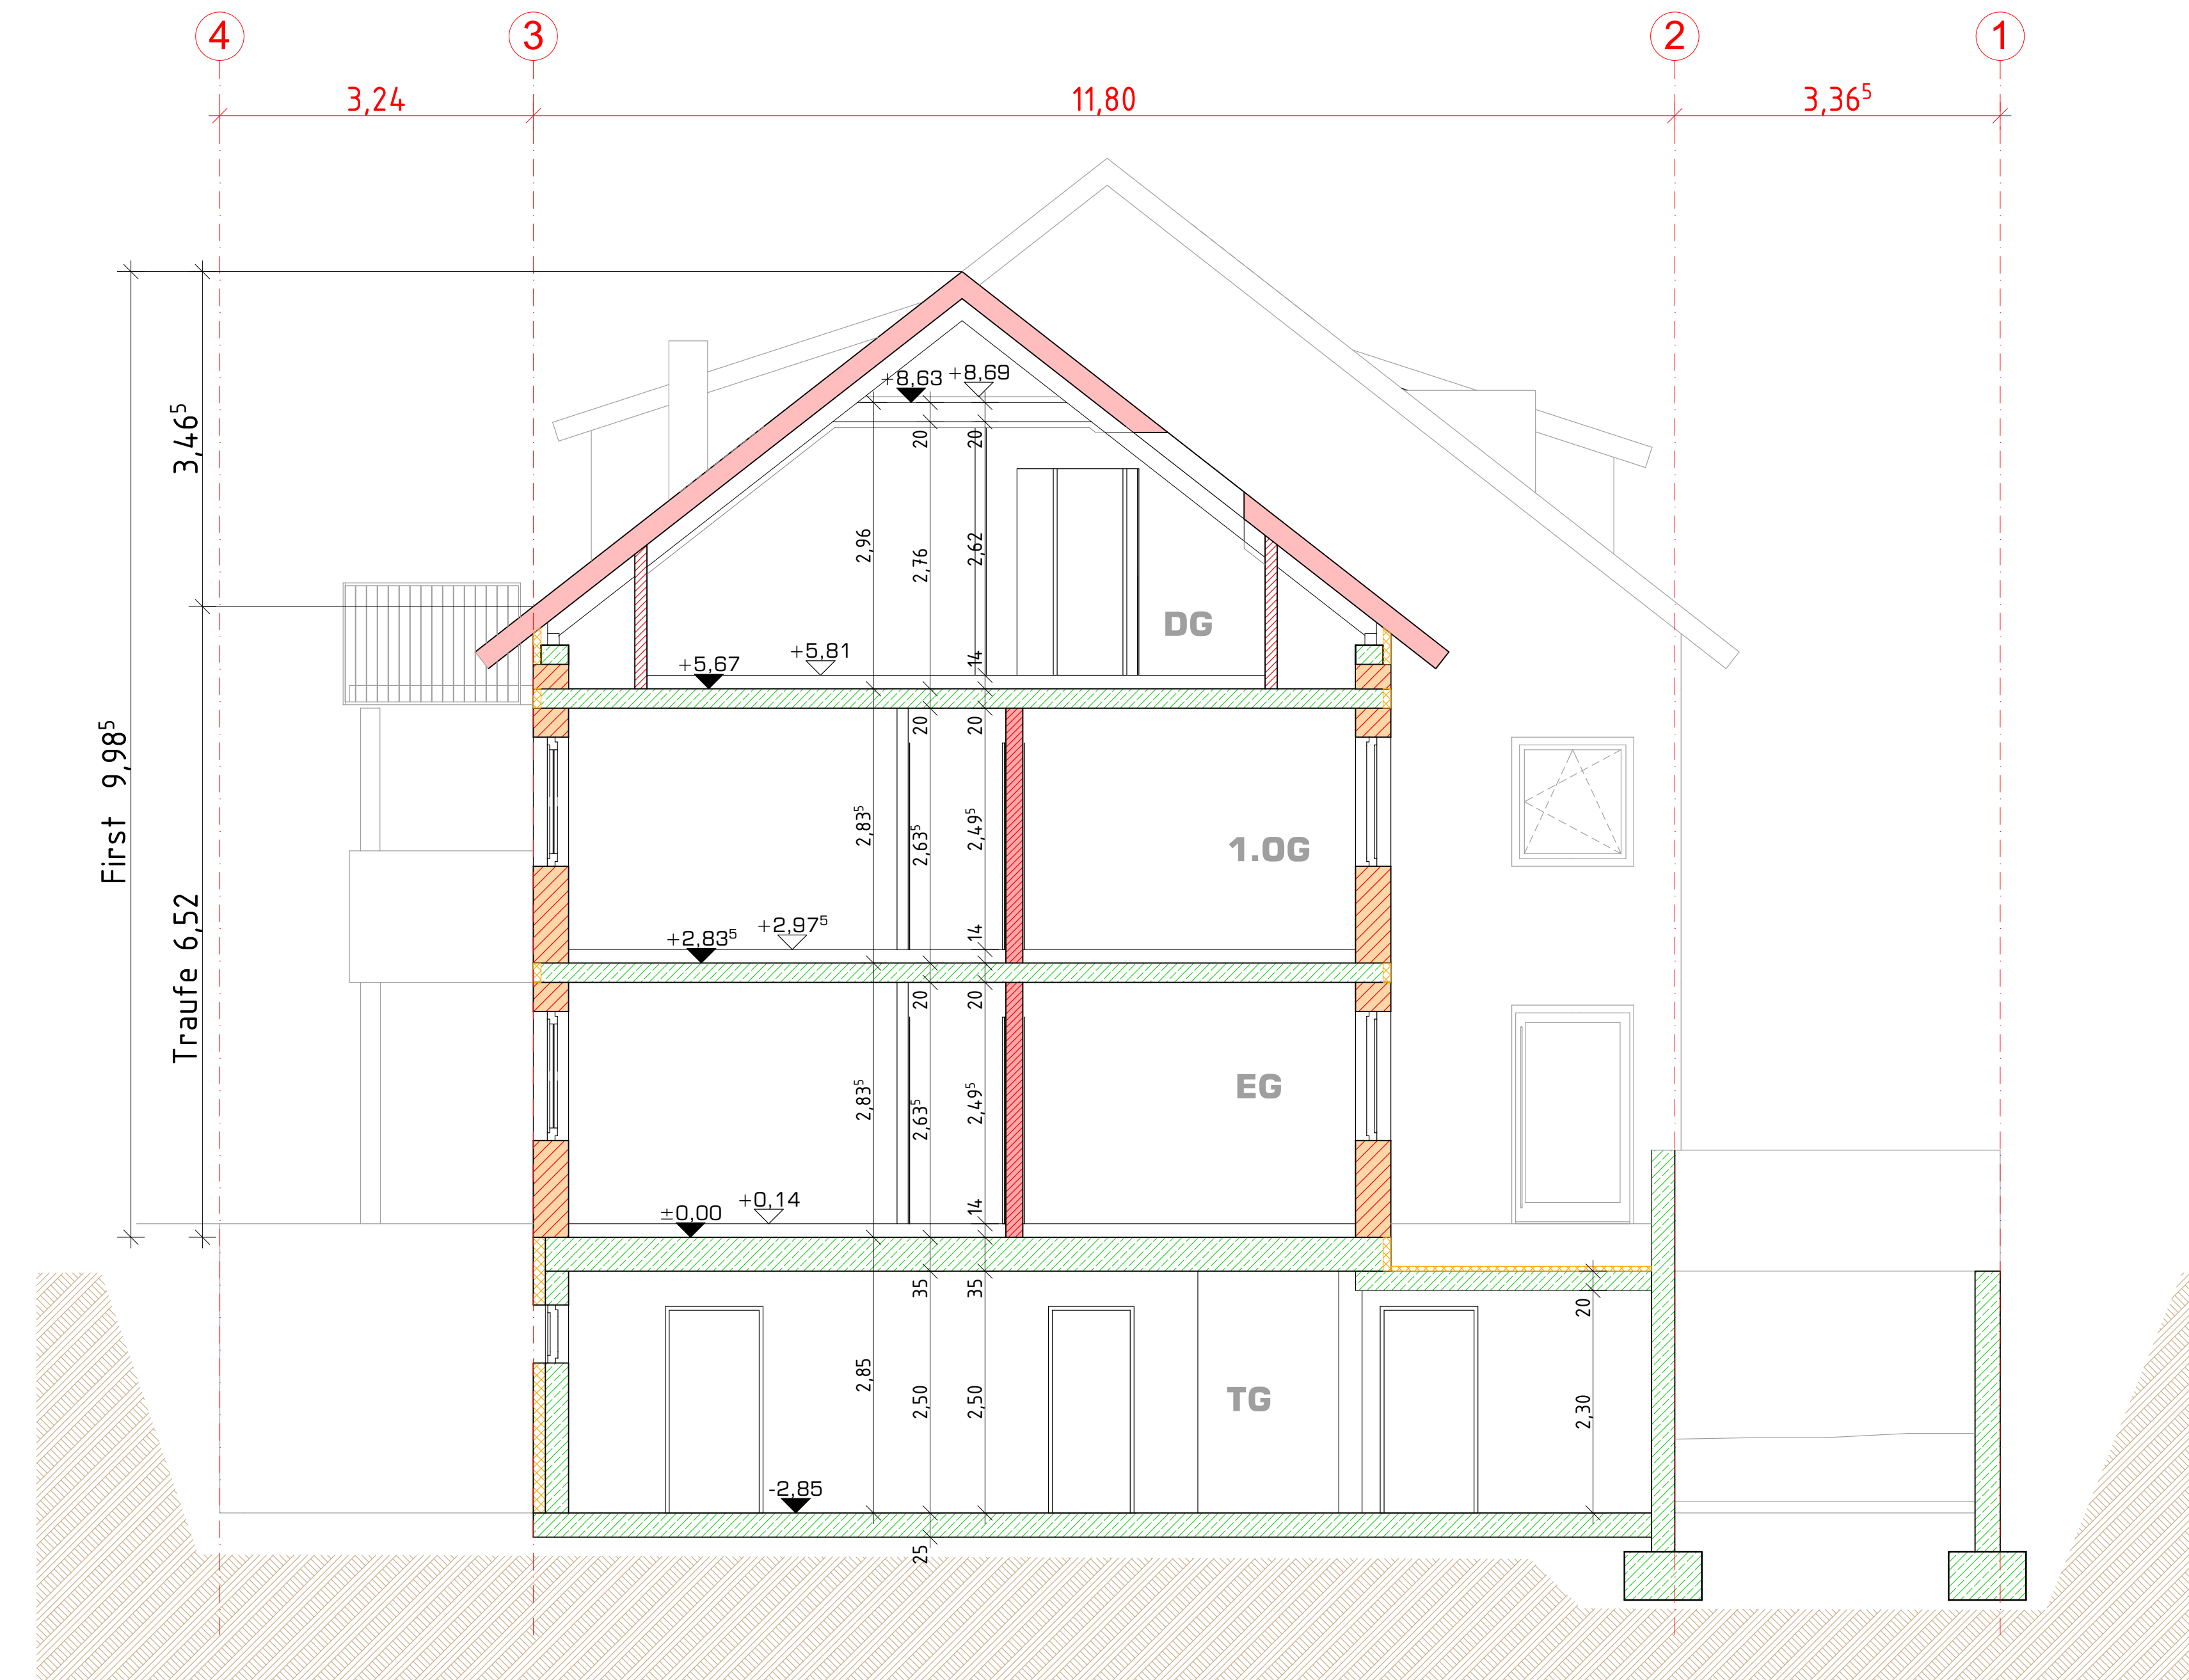 4 3 2 1
3,24 11,80 3,36⁵
+8,63 +8,69
20 20
3,46⁵
2,96 2,76 2,62
DG
+5,67 +5,81 14
First 9,98⁵
20 20
2,83⁵ 2,63⁵ 2,49⁵
1.OG
+2,83⁵ +2,97⁵ 14
Traufe 6,52
20 20
2,83⁵ 2,63⁵ 2,49⁵
EG
±0,00 +0,14 14
35 35 20
2,85 2,50 2,50 2,30
TG
-2,85
25